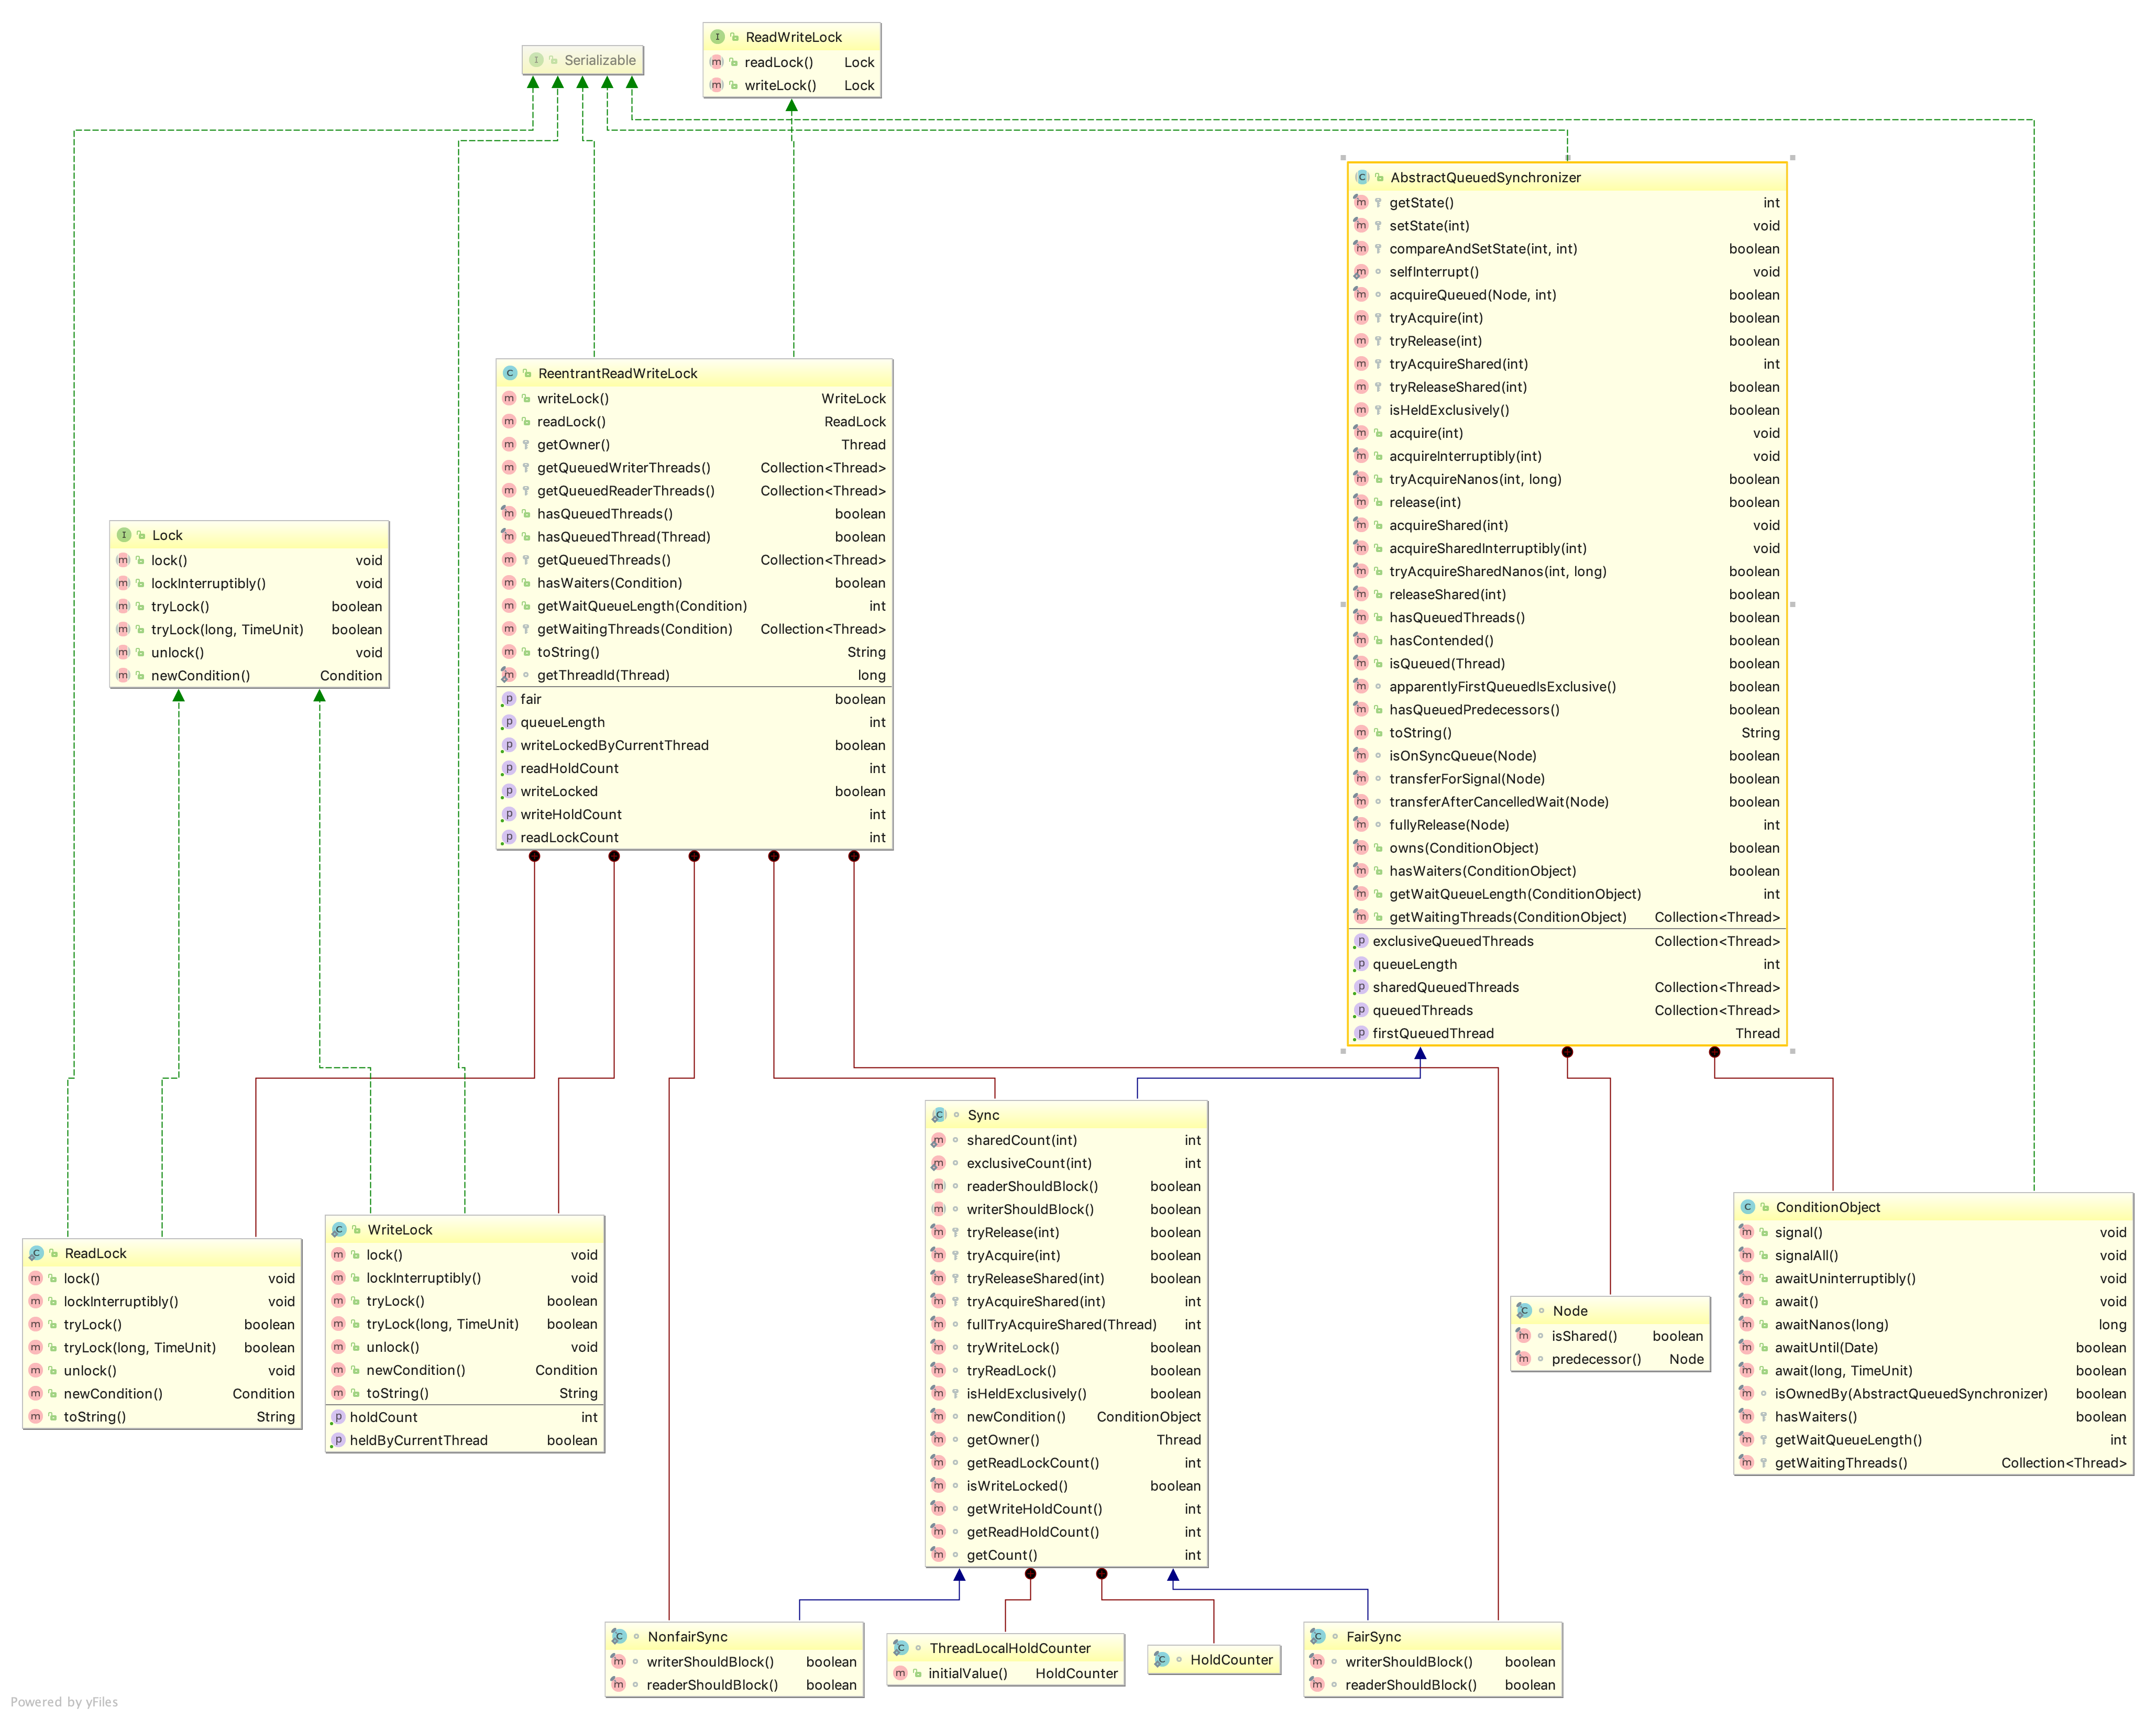 Serializable
ReadWriteLock
readLock() Lock
writeLock() Lock
AbstractQueuedSynchronizer
getState() int
setState(int) void
compareAndSetState(int, int) boolean
selfInterrupt() void
acquireQueued(Node, int) boolean
tryAcquire(int) boolean
tryRelease(int) boolean
tryAcquireShared(int) int
tryReleaseShared(int) boolean
isHeldExclusively() boolean
acquire(int) void
acquireInterruptibly(int) void
tryAcquireNanos(int, long) boolean
release(int) boolean
acquireShared(int) void
acquireSharedInterruptibly(int) void
tryAcquireSharedNanos(int, long) boolean
releaseShared(int) boolean
hasQueuedThreads() boolean
hasContended() boolean
isQueued(Thread) boolean
apparentlyFirstQueuedIsExclusive() boolean
hasQueuedPredecessors() boolean
toString() String
isOnSyncQueue(Node) boolean
transferForSignal(Node) boolean
transferAfterCancelledWait(Node) boolean
fullyRelease(Node) int
owns(ConditionObject) boolean
hasWaiters(ConditionObject) boolean
getWaitQueueLength(ConditionObject) int
getWaitingThreads(ConditionObject) Collection<Thread>
exclusiveQueuedThreads Collection<Thread>
queueLength int
sharedQueuedThreads Collection<Thread>
queuedThreads Collection<Thread>
firstQueuedThread Thread
ReentrantReadWriteLock
writeLock() WriteLock
readLock() ReadLock
getOwner() Thread
getQueuedWriterThreads() Collection<Thread>
getQueuedReaderThreads() Collection<Thread>
hasQueuedThreads() boolean
hasQueuedThread(Thread) boolean
getQueuedThreads() Collection<Thread>
hasWaiters(Condition) boolean
getWaitQueueLength(Condition) int
getWaitingThreads(Condition) Collection<Thread>
toString() String
getThreadId(Thread) long
fair boolean
queueLength int
writeLockedByCurrentThread boolean
readHoldCount int
writeLocked boolean
writeHoldCount int
readLockCount int
Lock
lock() void
lockInterruptibly() void
tryLock() boolean
tryLock(long, TimeUnit) boolean
unlock() void
newCondition() Condition
Sync
sharedCount(int) int
exclusiveCount(int) int
readerShouldBlock() boolean
writerShouldBlock() boolean
tryRelease(int) boolean
tryAcquire(int) boolean
tryReleaseShared(int) boolean
tryAcquireShared(int) int
fullTryAcquireShared(Thread) int
tryWriteLock() boolean
tryReadLock() boolean
isHeldExclusively() boolean
newCondition() ConditionObject
getOwner() Thread
getReadLockCount() int
isWriteLocked() boolean
getWriteHoldCount() int
getReadHoldCount() int
getCount() int
ConditionObject
signal() void
signalAll() void
awaitUninterruptibly() void
await() void
awaitNanos(long) long
awaitUntil(Date) boolean
await(long, TimeUnit) boolean
isOwnedBy(AbstractQueuedSynchronizer) boolean
hasWaiters() boolean
getWaitQueueLength() int
getWaitingThreads() Collection<Thread>
WriteLock
lock() void
lockInterruptibly() void
tryLock() boolean
tryLock(long, TimeUnit) boolean
unlock() void
newCondition() Condition
toString() String
holdCount int
heldByCurrentThread boolean
ReadLock
lock() void
lockInterruptibly() void
tryLock() boolean
tryLock(long, TimeUnit) boolean
unlock() void
newCondition() Condition
toString() String
Node
isShared() boolean
predecessor() Node
NonfairSync
writerShouldBlock() boolean
readerShouldBlock() boolean
ThreadLocalHoldCounter
initialValue() HoldCounter
HoldCounter
FairSync
writerShouldBlock() boolean
readerShouldBlock() boolean
Powered by yFiles